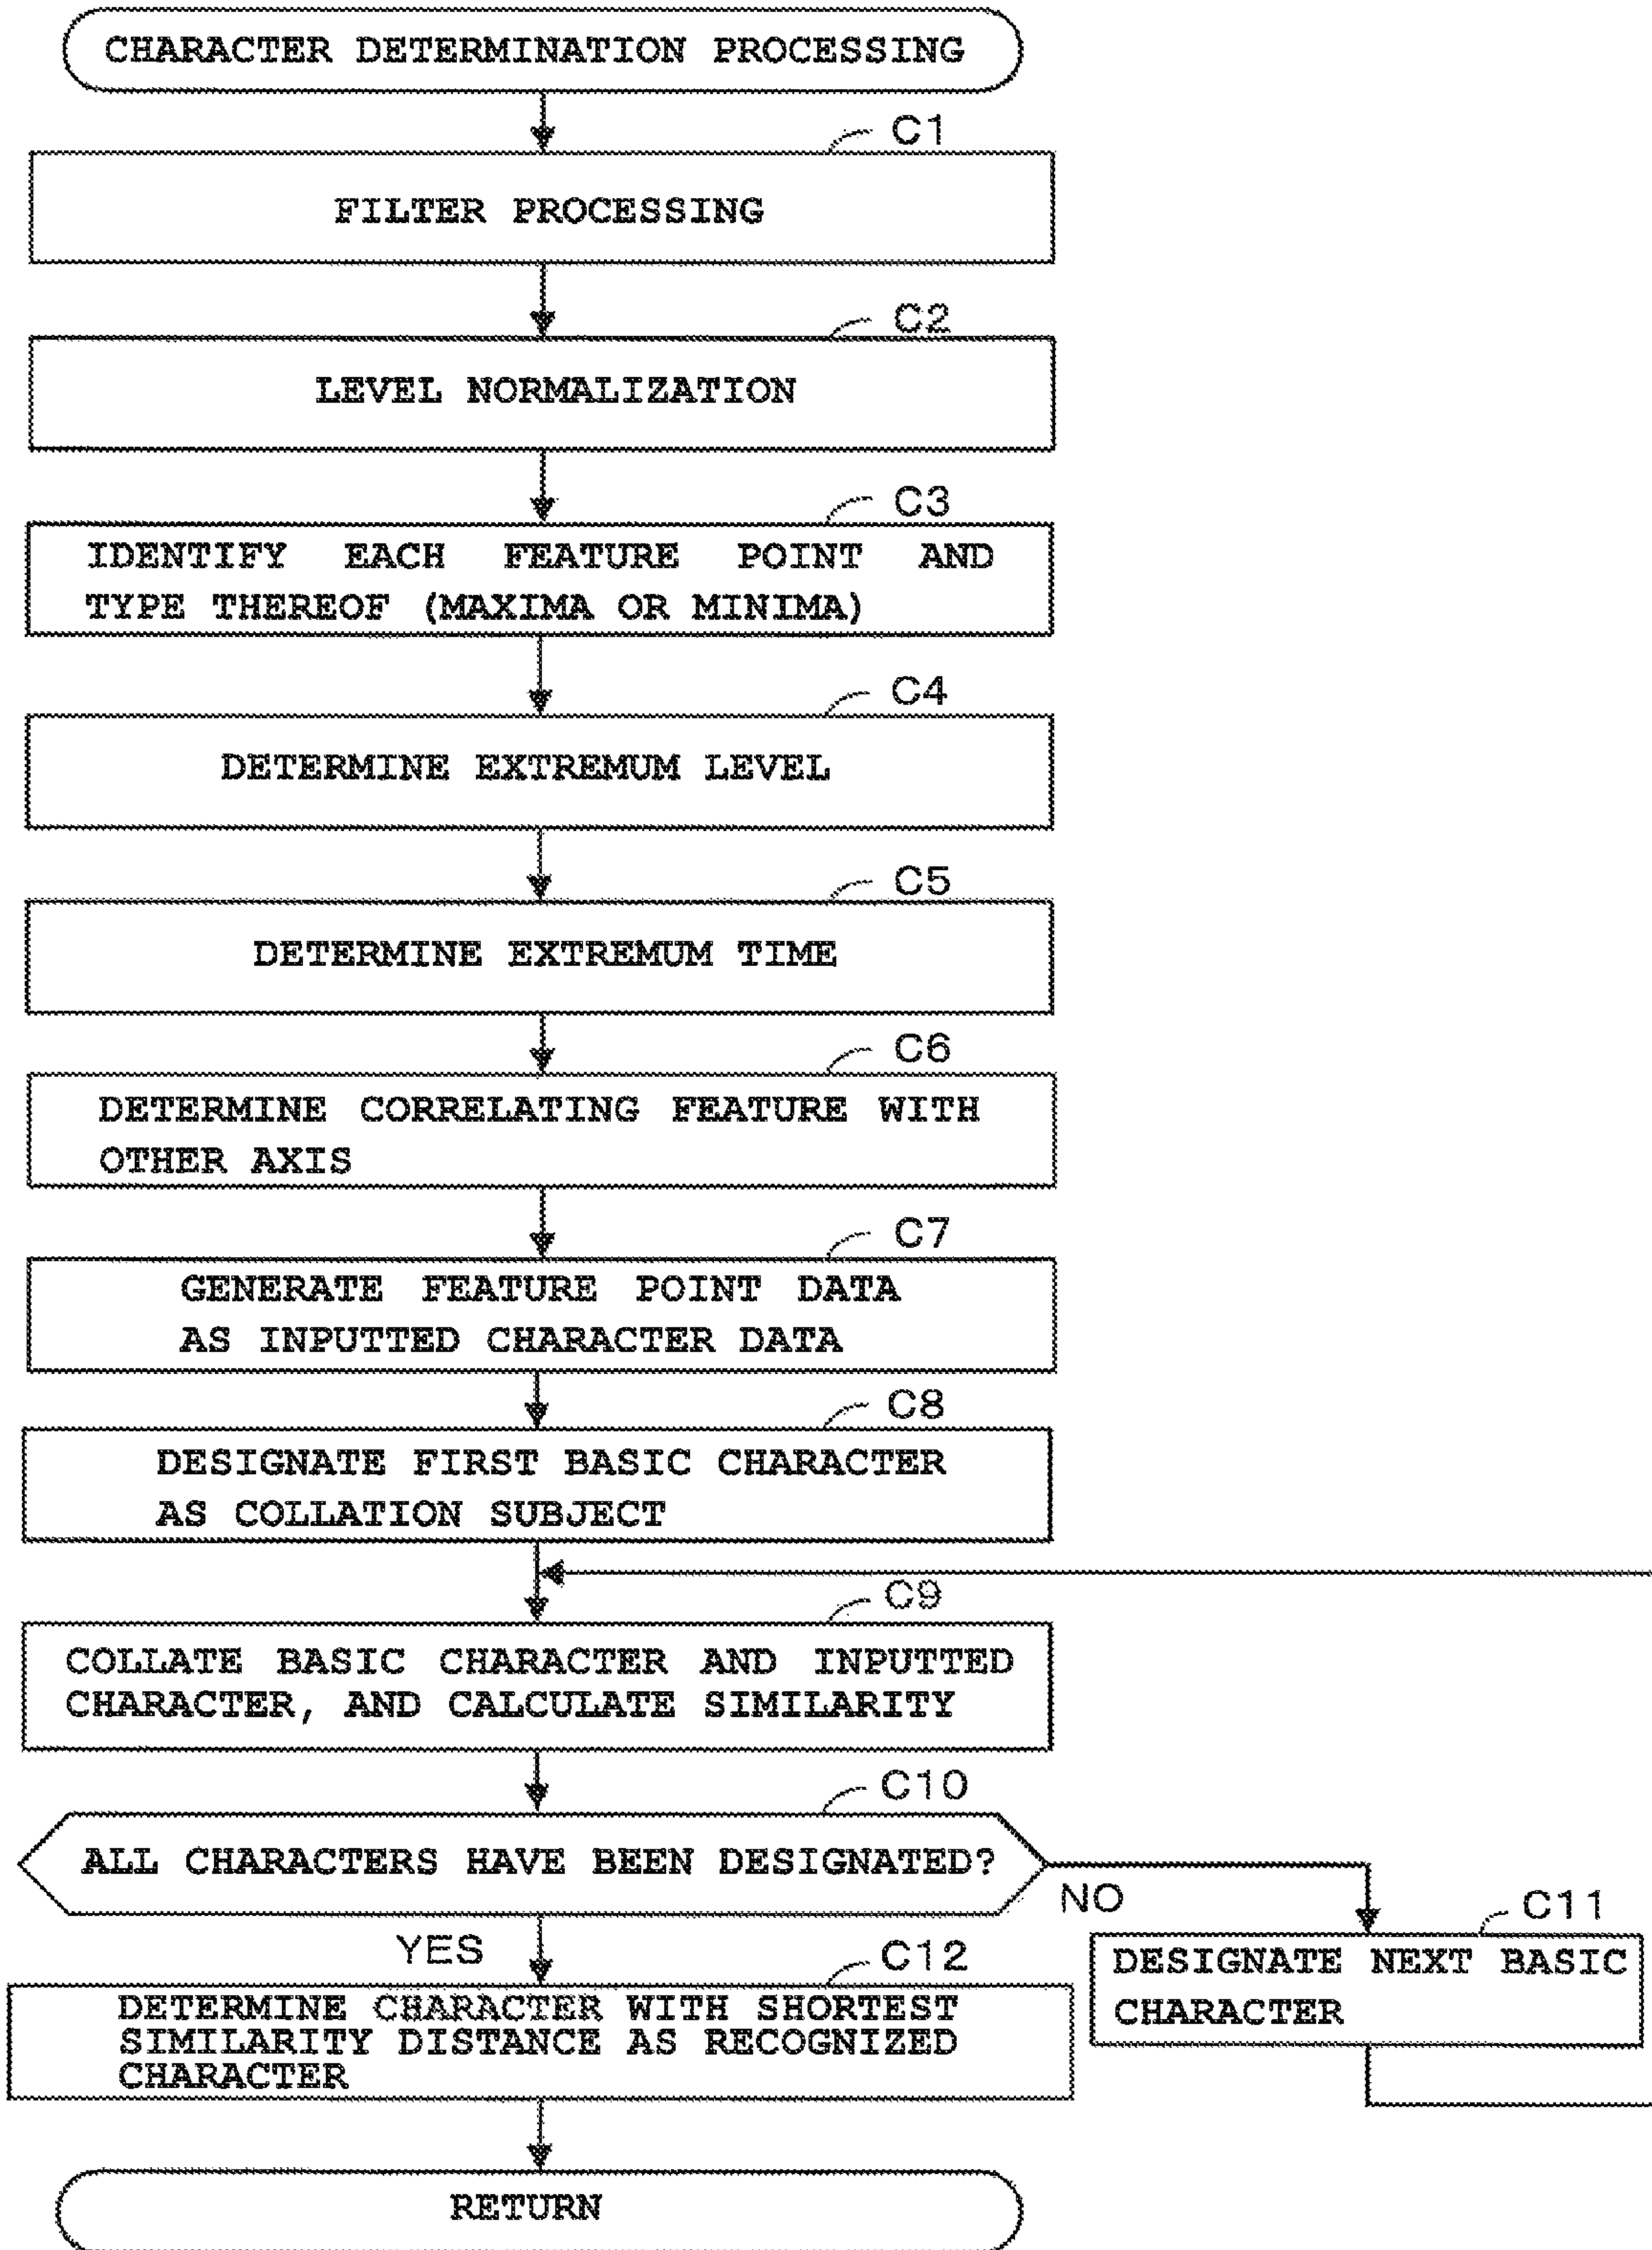 CHARACTER DETERMINATION PROCESSING
C1
FILTER PROCESSING
C2
LEVEL NORMALIZATION
C3
IDENTIFY EACH FEATURE POINT AND
TYPE THEREOF (MAXIMA OR MINIMA)
C4
DETERMINE EXTREMUM LEVEL
C5
DETERMINE EXTREMUM TIME
C6
DETERMINE CORRELATING FEATURE WITH
OTHER AXIS
C7
GENERATE FEATURE POINT DATA
AS INPUTTED CHARACTER DATA
C8
DESIGNATE FIRST BASIC CHARACTER
AS COLLATION SUBJECT
C9
COLLATE BASIC CHARACTER AND INPUTTED
CHARACTER, AND CALCULATE SIMILARITY
C10
ALL CHARACTERS HAVE BEEN DESIGNATED?
NO
C11
DESIGNATE NEXT BASIC
CHARACTER
YES
C12
DETERMINE CHARACTER WITH SHORTEST
SIMILARITY DISTANCE AS RECOGNIZED
CHARACTER
RETURN